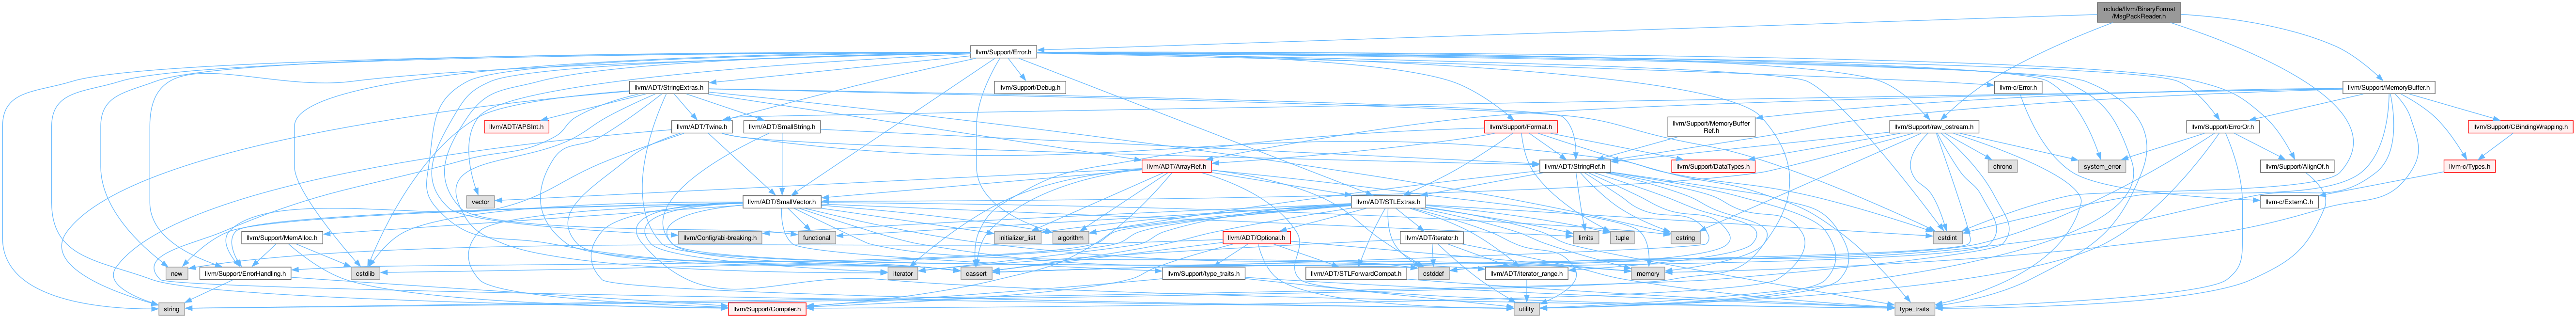 include/llvm/BinaryFormat
/MsgPackReader.h
llvm/Support/Error.h
llvm/ADT/StringExtras.h
llvm/Support/Debug.h
llvm-c/Error.h
llvm/Support/MemoryBuffer.h
llvm/ADT/APSInt.h
llvm/ADT/SmallString.h
llvm/ADT/Twine.h
llvm/Support/Format.h
llvm/Support/MemoryBuffer
Ref.h
llvm/Support/raw_ostream.h
llvm/Support/ErrorOr.h
llvm/Support/CBindingWrapping.h
llvm/ADT/ArrayRef.h
llvm/ADT/StringRef.h
llvm/Support/DataTypes.h
chrono
system_error
llvm/Support/AlignOf.h
llvm-c/Types.h
vector
llvm/ADT/SmallVector.h
llvm/ADT/STLExtras.h
llvm-c/ExternC.h
llvm/Support/MemAlloc.h
llvm/Config/abi-breaking.h
functional
initializer_list
algorithm
llvm/ADT/Optional.h
llvm/ADT/iterator.h
limits
tuple
cstring
cstdint
new
llvm/Support/ErrorHandling.h
cstdlib
iterator
cassert
llvm/Support/type_traits.h
llvm/ADT/STLForwardCompat.h
cstddef
llvm/ADT/iterator_range.h
memory
string
llvm/Support/Compiler.h
utility
type_traits